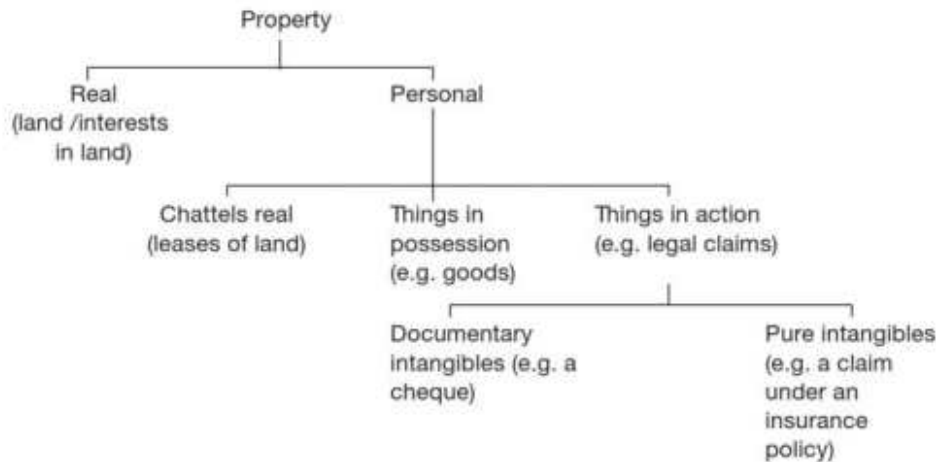 Property
Real
(land /interests
in land)
Personal
Chattels real
(leases of land)
Things in
possession
(e.g. goods)
Things in action
(e.g. legal claims)
Documentary
intangibles (e.g. a
cheque)
Pure intangibles
(e.g. a claim
under an
insurance
policy)